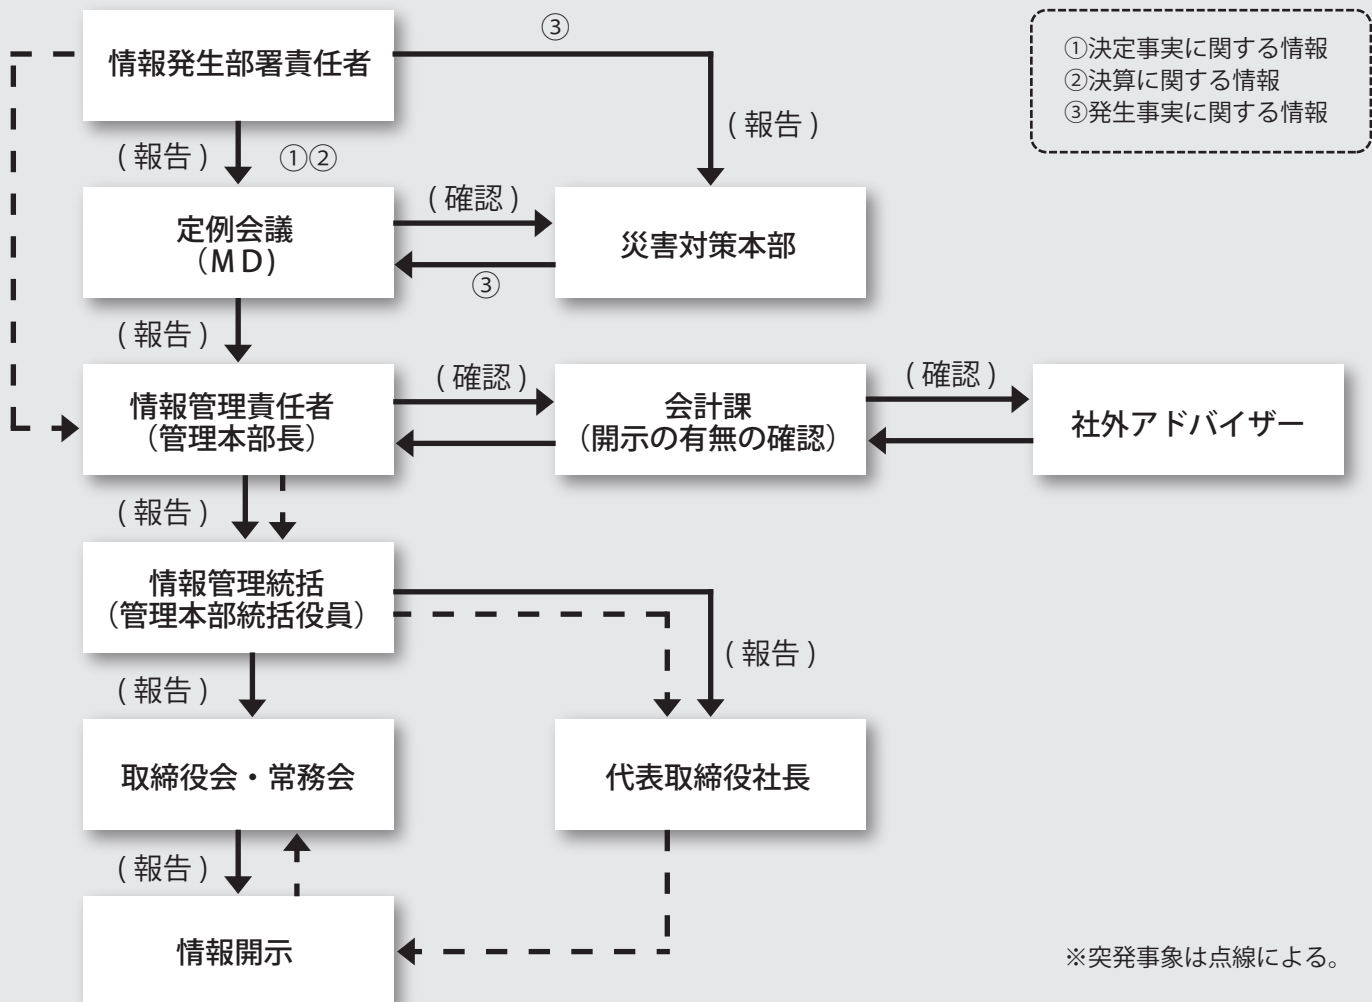 情報発生部署責任者
③
①決定事実に関する情報
②決算に関する情報
③発生事実に関する情報
(報告)
①②
(報告)
定例会議
（ＭＤ）
(確認)
③
災害対策本部
(報告)
情報管理責任者
（管理本部長）
(確認)
会計課
（開示の有無の確認）
(確認)
社外アドバイザー
(報告)
情報管理統括
（管理本部統括役員）
(報告)
(報告)
取締役会・常務会
代表取締役社長
(報告)
情報開示
※突発事象は点線による。